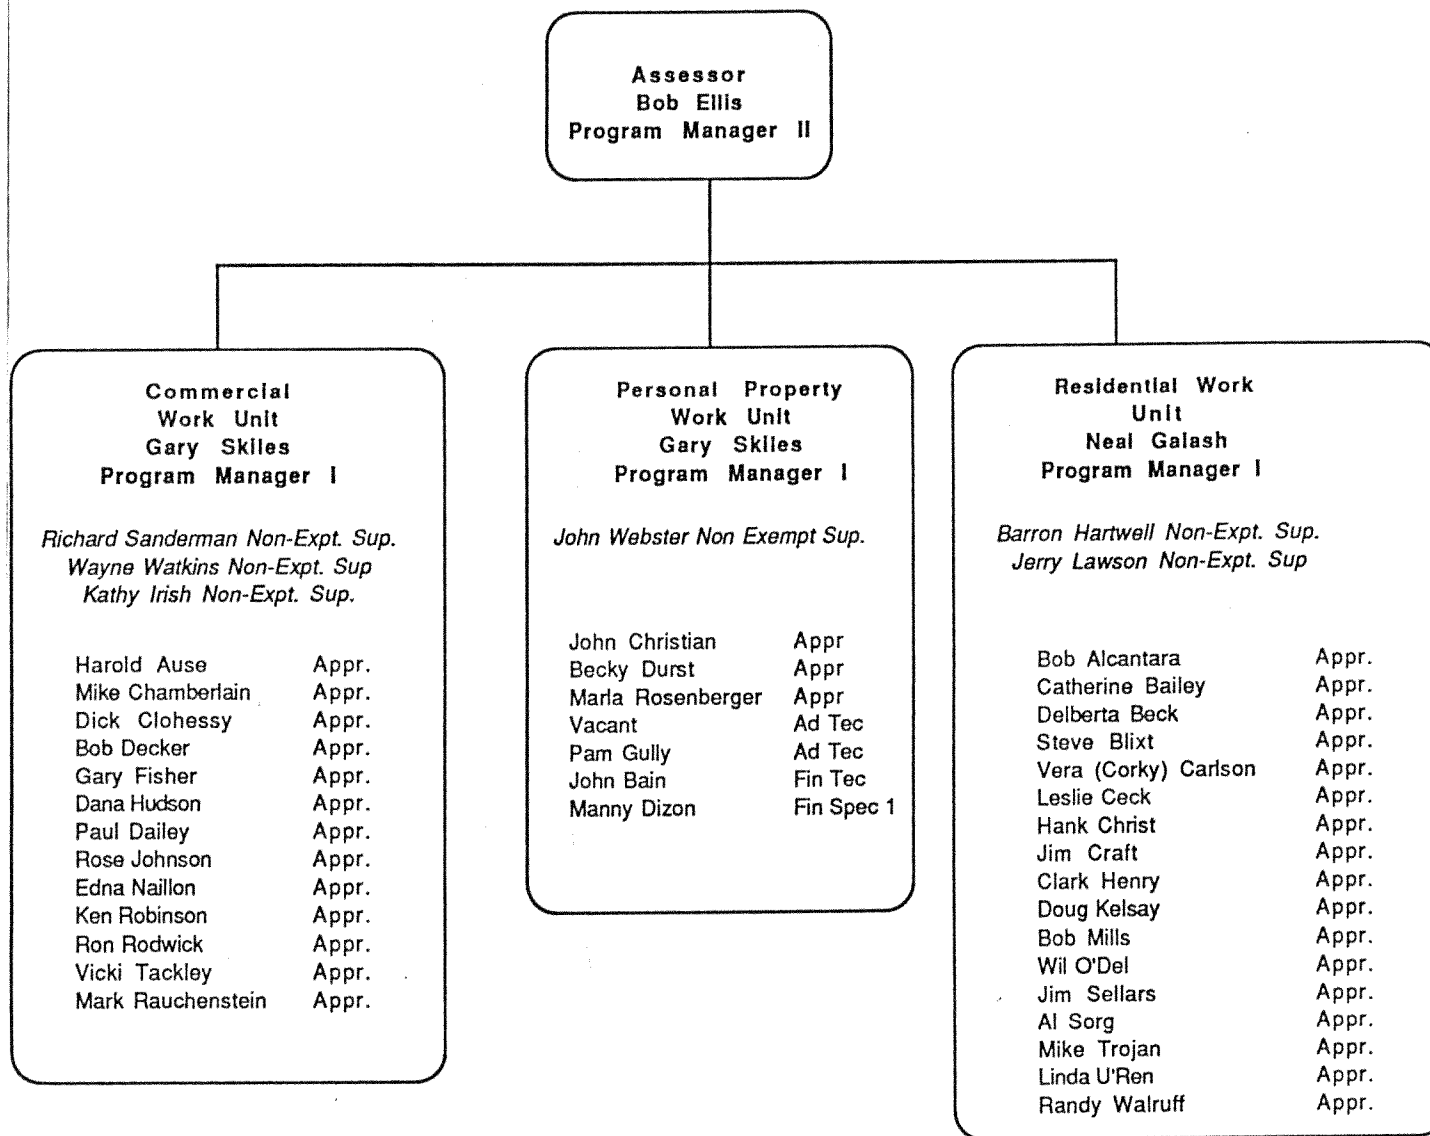 Assessor
Bob Ellis
Program Manager II
Commercial
Work Unit
Gary Skiles
Program Manager I
Richard Sanderman Non-Expt. Sup.
Wayne Watkins Non-Expt. Sup
Kathy Irish Non-Expt. Sup.
Harold Ause Appr.
Mike Chamberlain Appr.
Dick Clohessy Appr.
Bob Decker Appr.
Gary Fisher Appr.
Dana Hudson Appr.
Paul Dailey Appr.
Rose Johnson Appr.
Edna Naillon Appr.
Ken Robinson Appr.
Ron Rodwick Appr.
Vicki Tackley Appr.
Mark Rauchenstein Appr.
Personal Property
Work Unit
Gary Skiles
Program Manager I
John Webster Non Exempt Sup.
John Christian Appr
Becky Durst Appr
Marla Rosenberger Appr
Vacant Ad Tec
Pam Gully Ad Tec
John Bain Fin Tec
Manny Dizon Fin Spec 1
Residential Work
Unit
Neal Galash
Program Manager I
Barron Hartwell Non-Expt. Sup.
Jerry Lawson Non-Expt. Sup
Bob Alcantara Appr.
Catherine Bailey Appr.
Delberta Beck Appr.
Steve Blixt Appr.
Vera (Corky) Carlson Appr.
Leslie Ceck Appr.
Hank Christ Appr.
Jim Craft Appr.
Clark Henry Appr.
Doug Kelsay Appr.
Bob Mills Appr.
Wil O'Del Appr.
Jim Sellars Appr.
Al Sorg Appr.
Mike Trojan Appr.
Linda U'Ren Appr.
Randy Walruff Appr.